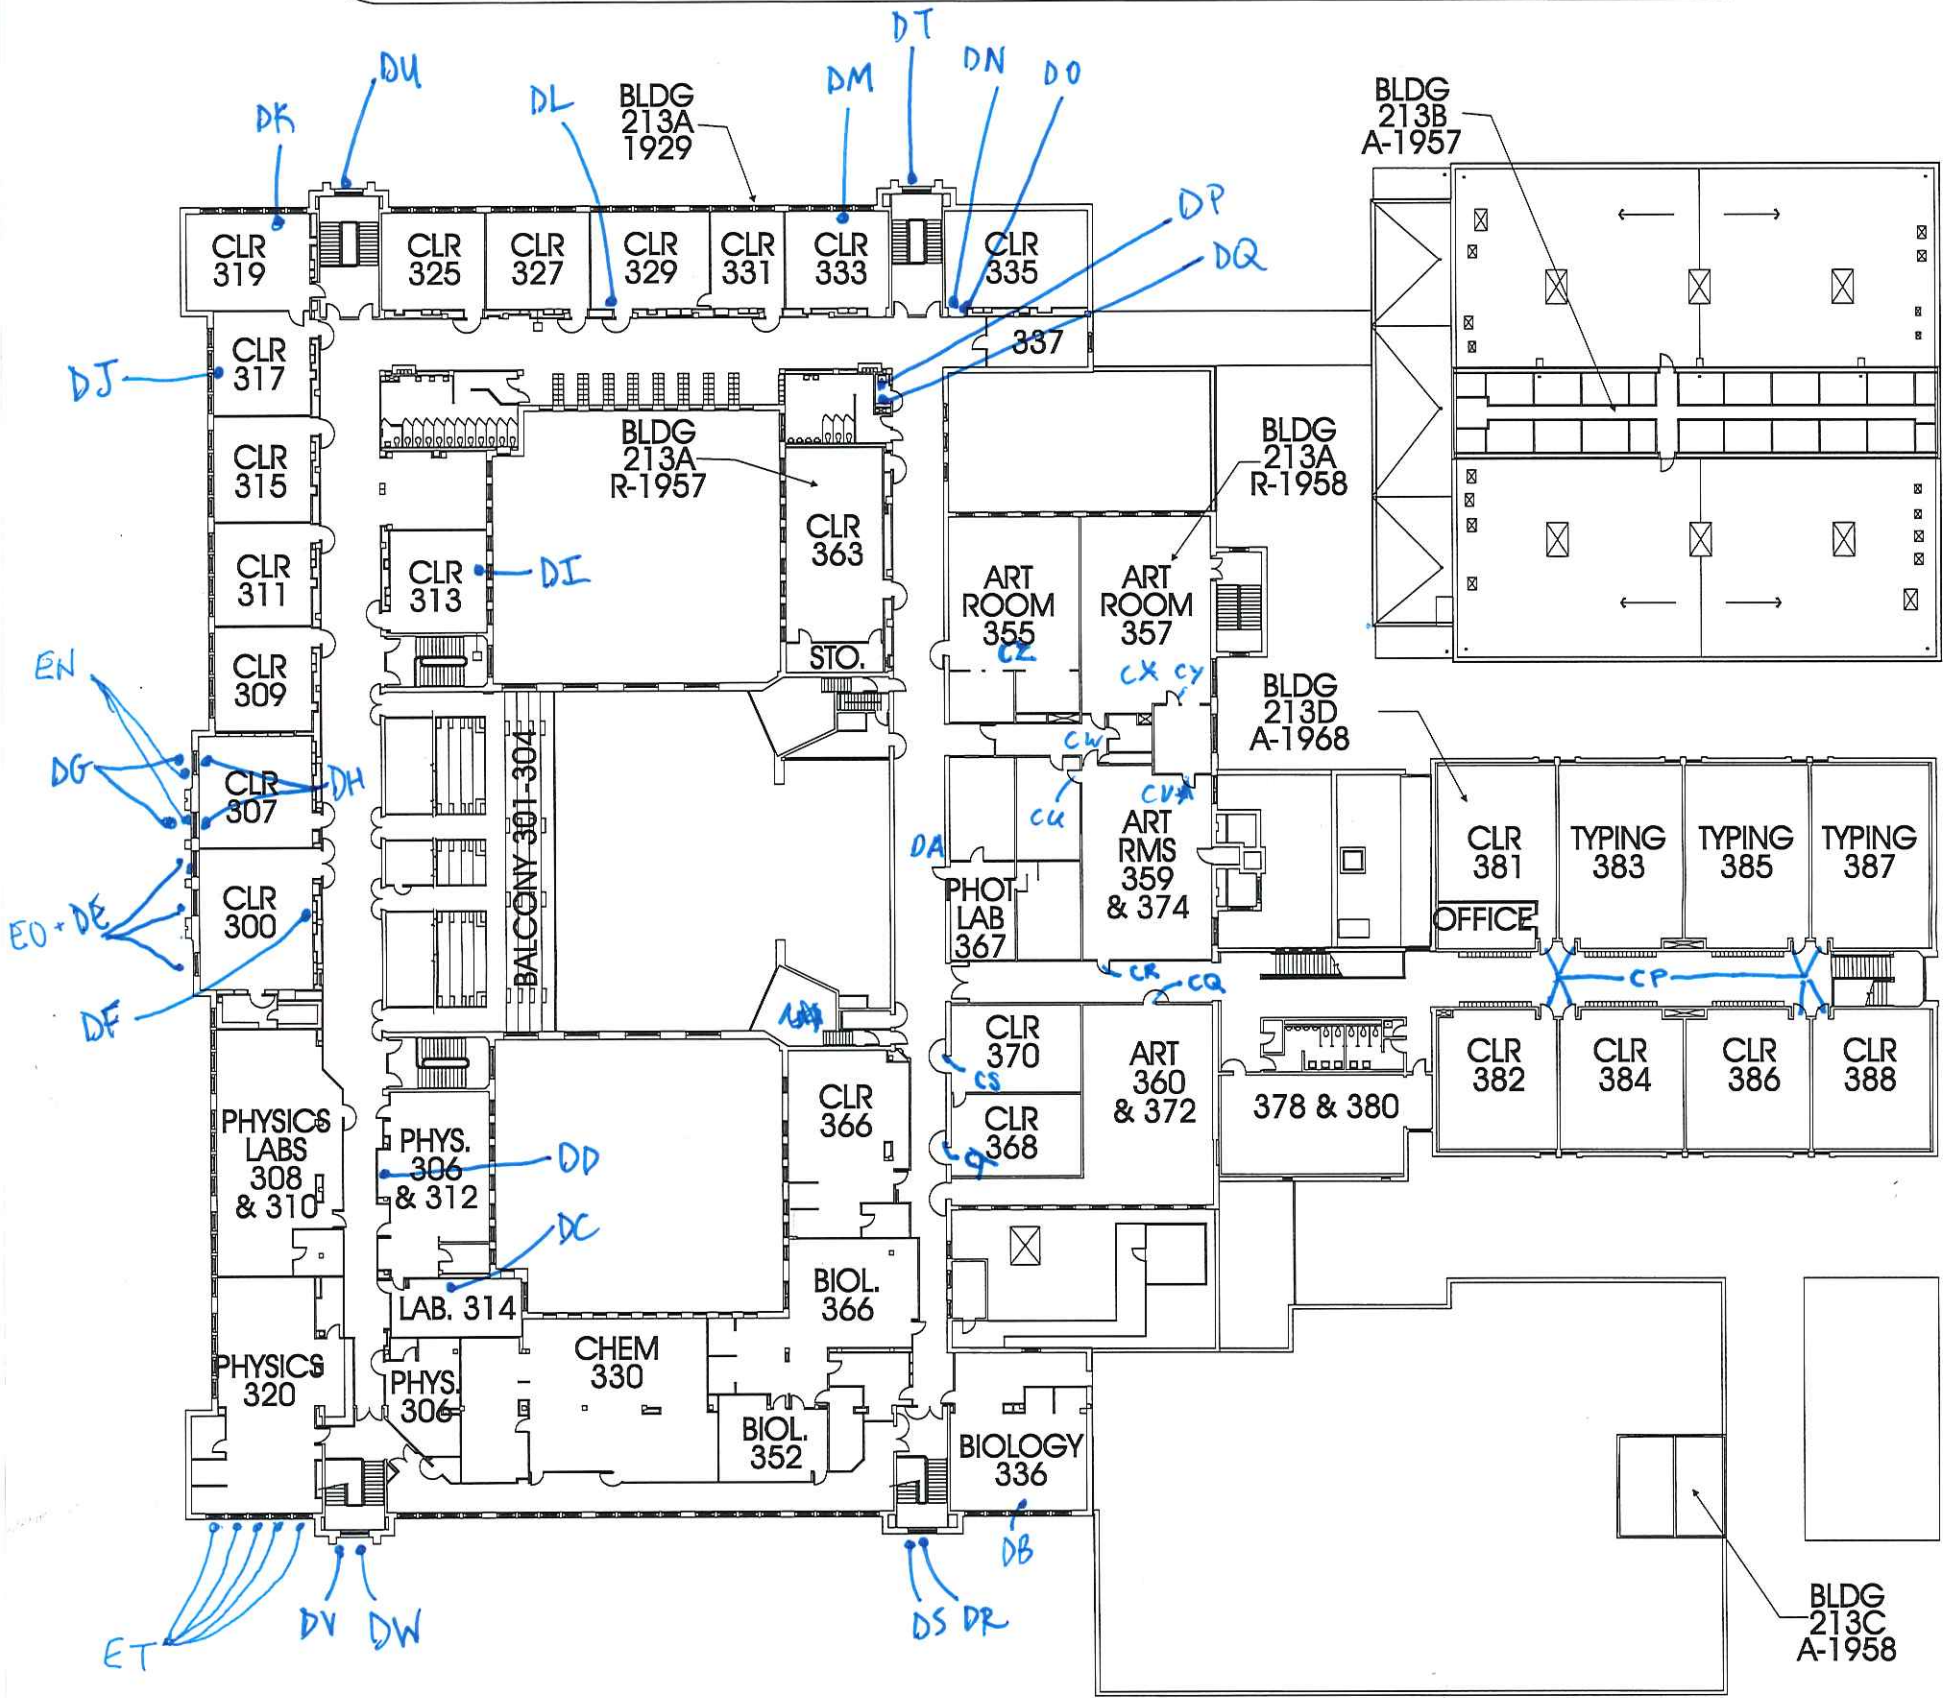 DT
DU
DN
DO
DM
DL
DK
BLDG
213A
1929
BLDG
213B
A-1957
DP
DQ
CLR
319
CLR
325
CLR
327
CLR
329
CLR
331
CLR
333
CLR
335
337
CLR
317
DJ
BLDG
213A
R-1957
BLDG
213A
R-1958
CLR
315
CLR
363
CLR
311
CLR
313
DI
ART
ROOM
355
CZ
ART
ROOM
357
CX CY
STO.
CLR
309
EN
BLDG
213D
A-1968
CW
DG
CLR
307
DH
BALCONY 301-304
CU
CV
ART
RMS
359
& 374
DA
PHOT
LAB
367
CLR
381
OFFICE
TYPING
383
TYPING
385
TYPING
387
CLR
300
EO + DE
DF
CR
CQ
CP
CLR
370
CS
ART
360
& 372
CLR
368
CLR
382
CLR
384
CLR
386
CLR
388
378 & 380
PHYSICS
LABS
308
& 310
PHYS.
306
& 312
DD
CLR
366
DC
LAB. 314
BIOL.
366
CHEM
330
PHYSICS
320
PHYS.
306
BIOL.
352
BIOLOGY
336
DB
ET
DV
DW
DS
DR
BLDG
213C
A-1958